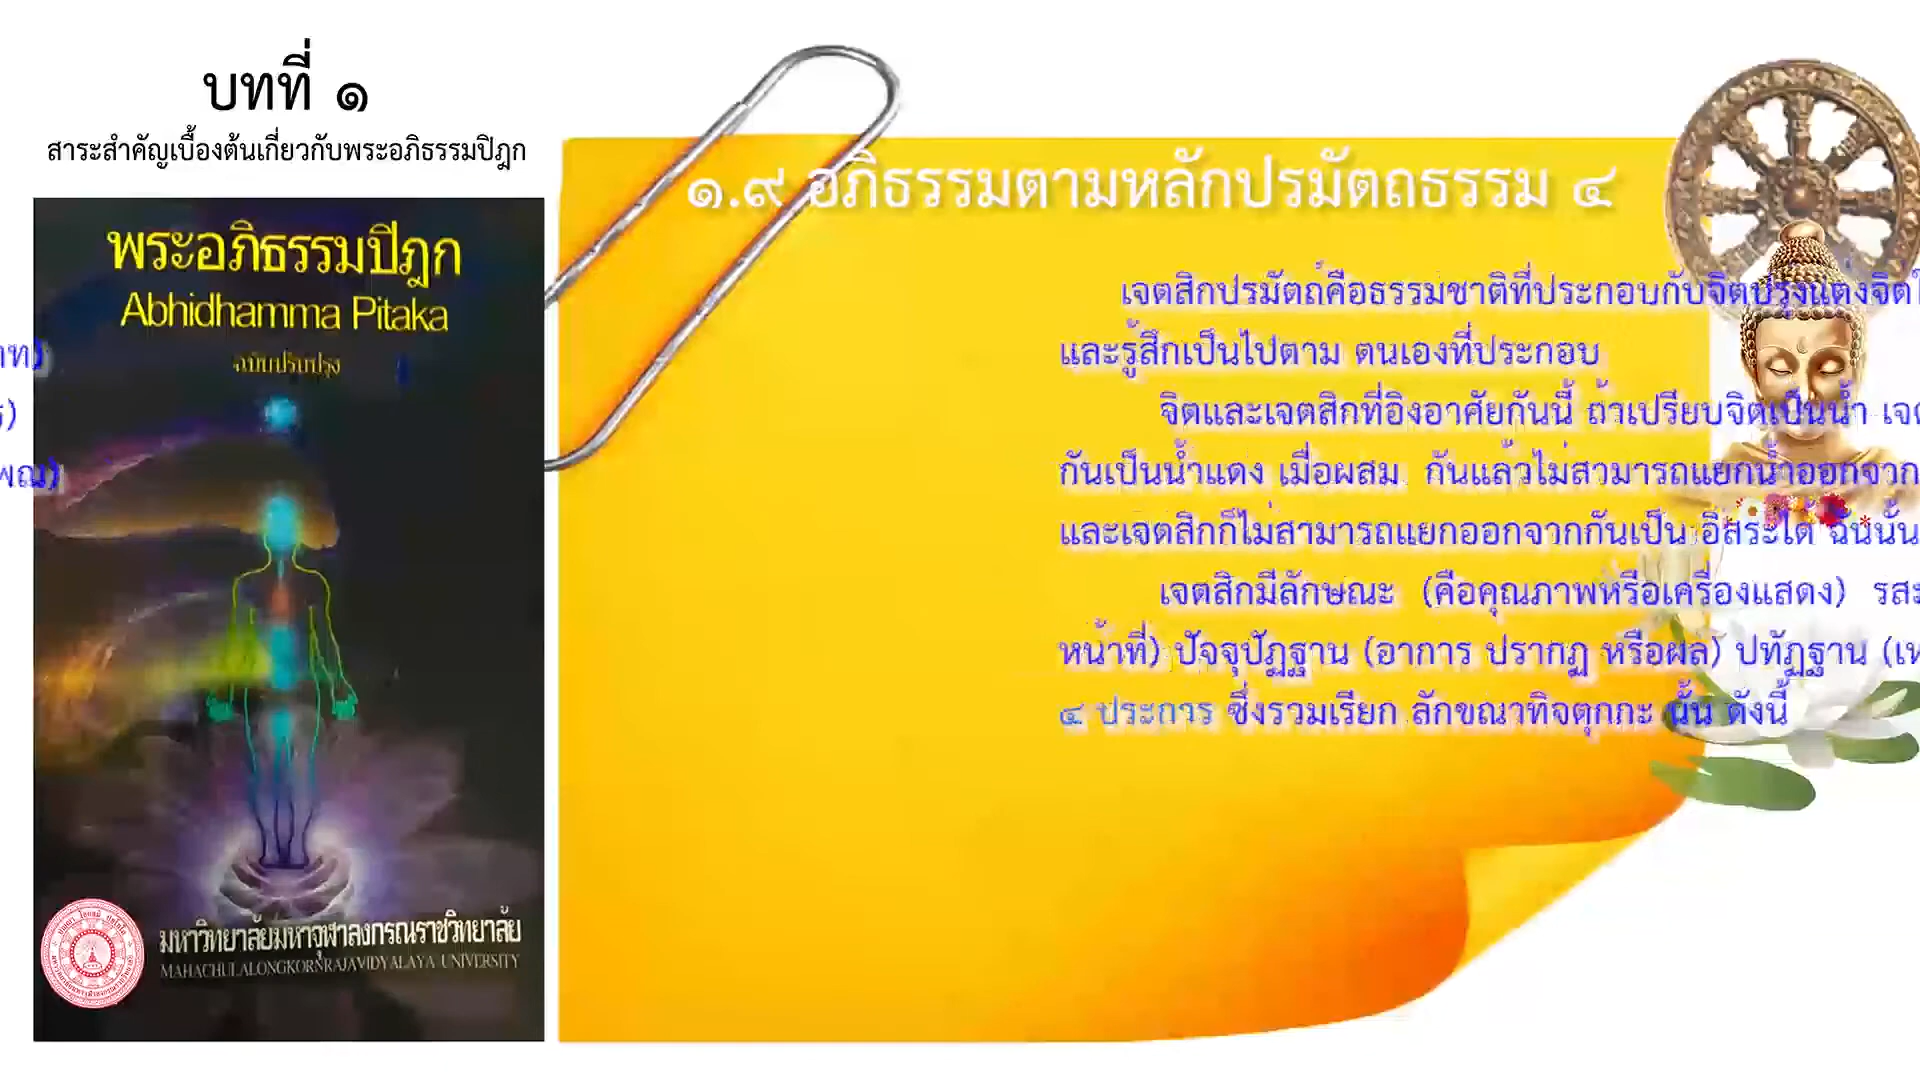 บทที่ ๑
สาระสำคัญเบื้องต้นเกี่ยวกับพระอภิธรรมปิฎก
พระอภิธรรมปิฎก
Abhidhamma Pitaka
ฉบับปรับปรุง
มหาวิทยาลัยมหาจุฬาลงกรณราชวิทยาลัย
MAHACHULALONGKORNRAJAVIDYALAYA UNIVERSITY
๑.๙ อภิธรรมตามหลักปรมัตถธรรม ๔
เจตสิกปรมัตถ์คือธรรมชาติที่ประกอบกับจิตปรุงแต่งจิต
และรู้สึกเป็นไปตาม ตนเองที่ประกอบ
จิตและเจตสิกที่อิงอาศัยกันนี้ ถ้าเปรียบจิตเป็นน้ำ
กันเป็นน้ำแดง เมื่อผสม กันแล้วไม่สามารถแยกน้ำออกจาก
และเจตสิกก็ไม่สามารถแยกออกจากกันเป็น อิสระได้ ฉันนั้น
เจตสิกมีลักษณะ (คือคุณภาพหรือเครื่องแสดง)
หน้าที่) ปัจจุปัฏฐาน (อาการ ปรากฏ หรือผล) ปทัฏฐาน
๔ ประการ ซึ่งรวมเรียก ลักขณาทิจตุกกะ นั้น ดังนี้